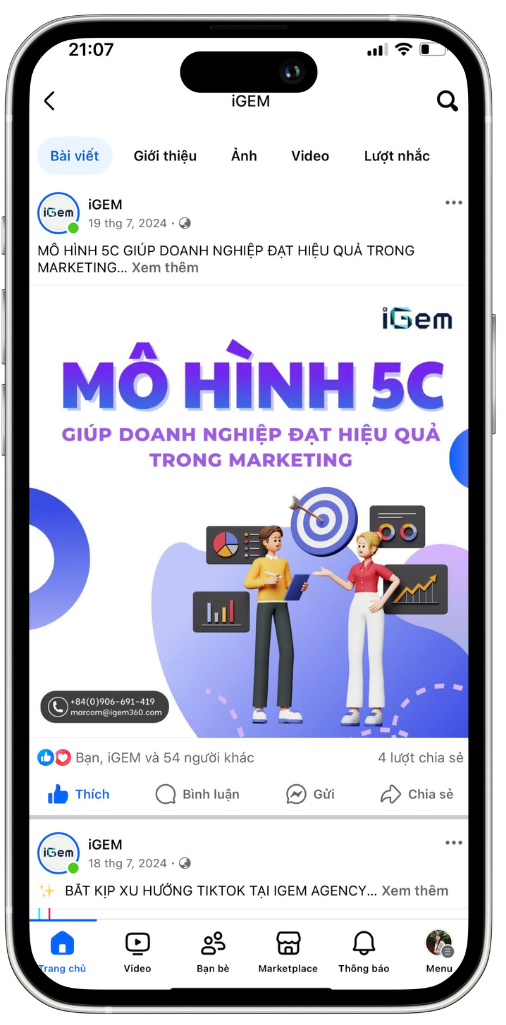 21:07
iGEM
Bài viết Giới thiệu Ảnh Video Lượt nhắc
iGem
iGEM
19 thg 7, 2024 ·
MÔ HÌNH 5C GIÚP DOANH NGHIỆP ĐẠT HIỆU QUẢ TRONG
MARKETING... Xem thêm
iGem
MÔ HÌNH 5C
GIÚP DOANH NGHIỆP ĐẠT HIỆU QUẢ
TRONG MARKETING
+84(0)906-691-419
marcom@igem360.com
Bạn, iGEM và 54 người khác 4 lượt chia sẻ
Thích Bình luận Gửi Chia sẻ
iGem
iGEM
18 thg 7, 2024 ·
✨ BẮT KỊP XU HƯỚNG TIKTOK TẠI IGEM AGENCY... Xem thêm
Trang chủ Video Bạn bè Marketplace Thông báo Menu